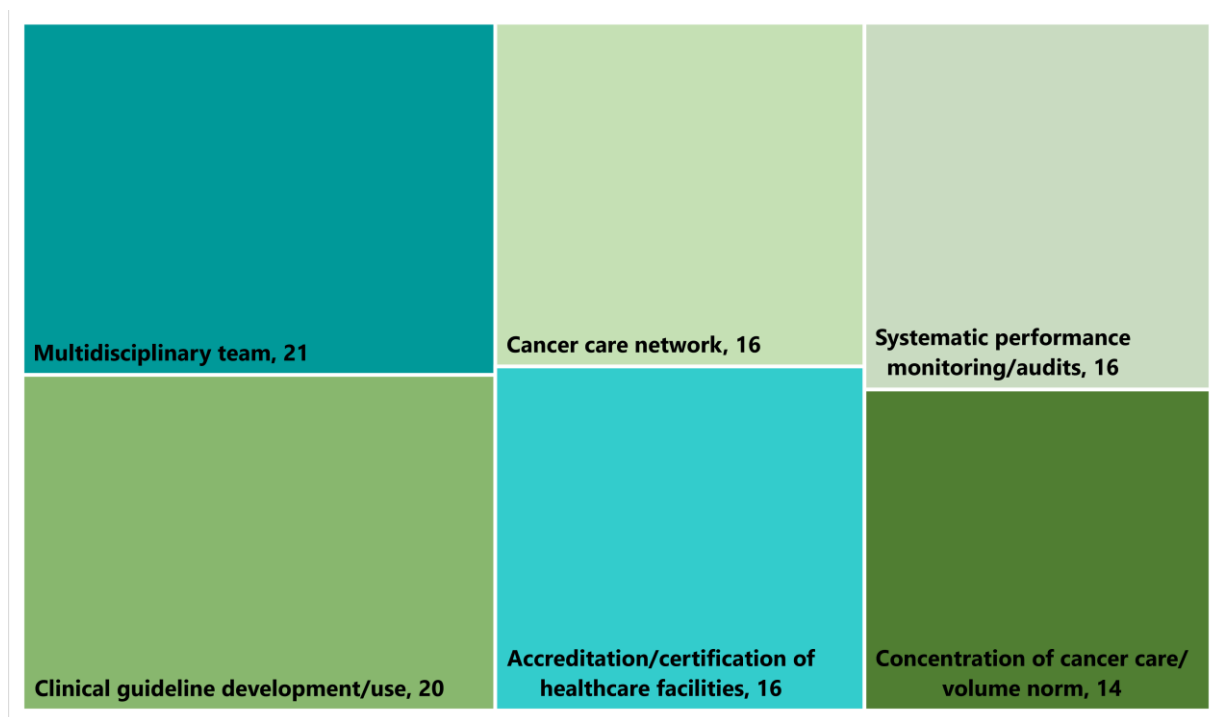 Multidisciplinary team, 21
Clinical guideline development/use, 20
Cancer care network, 16
Accreditation/certification of
healthcare facilities, 16
Systematic performance
monitoring/audits, 16
Concentration of cancer care/
volume norm, 14